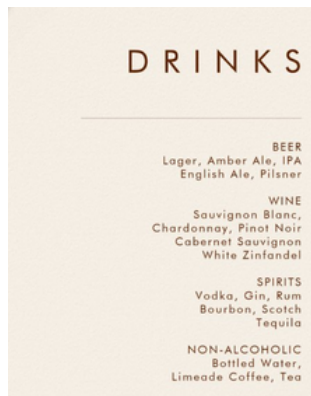 DRINKS
BEER
Lager, Amber Ale, IPA
English Ale, Pilsner
WINE
Sauvignon Blanc,
Chardonnay, Pinot Noir
Cabernet Sauvignon
White Zinfandel
SPIRITS
Vodka, Gin, Rum
Bourbon, Scotch
Tequila
NON-ALCOHOLIC
Bottled Water,
Limeade Coffee, Tea